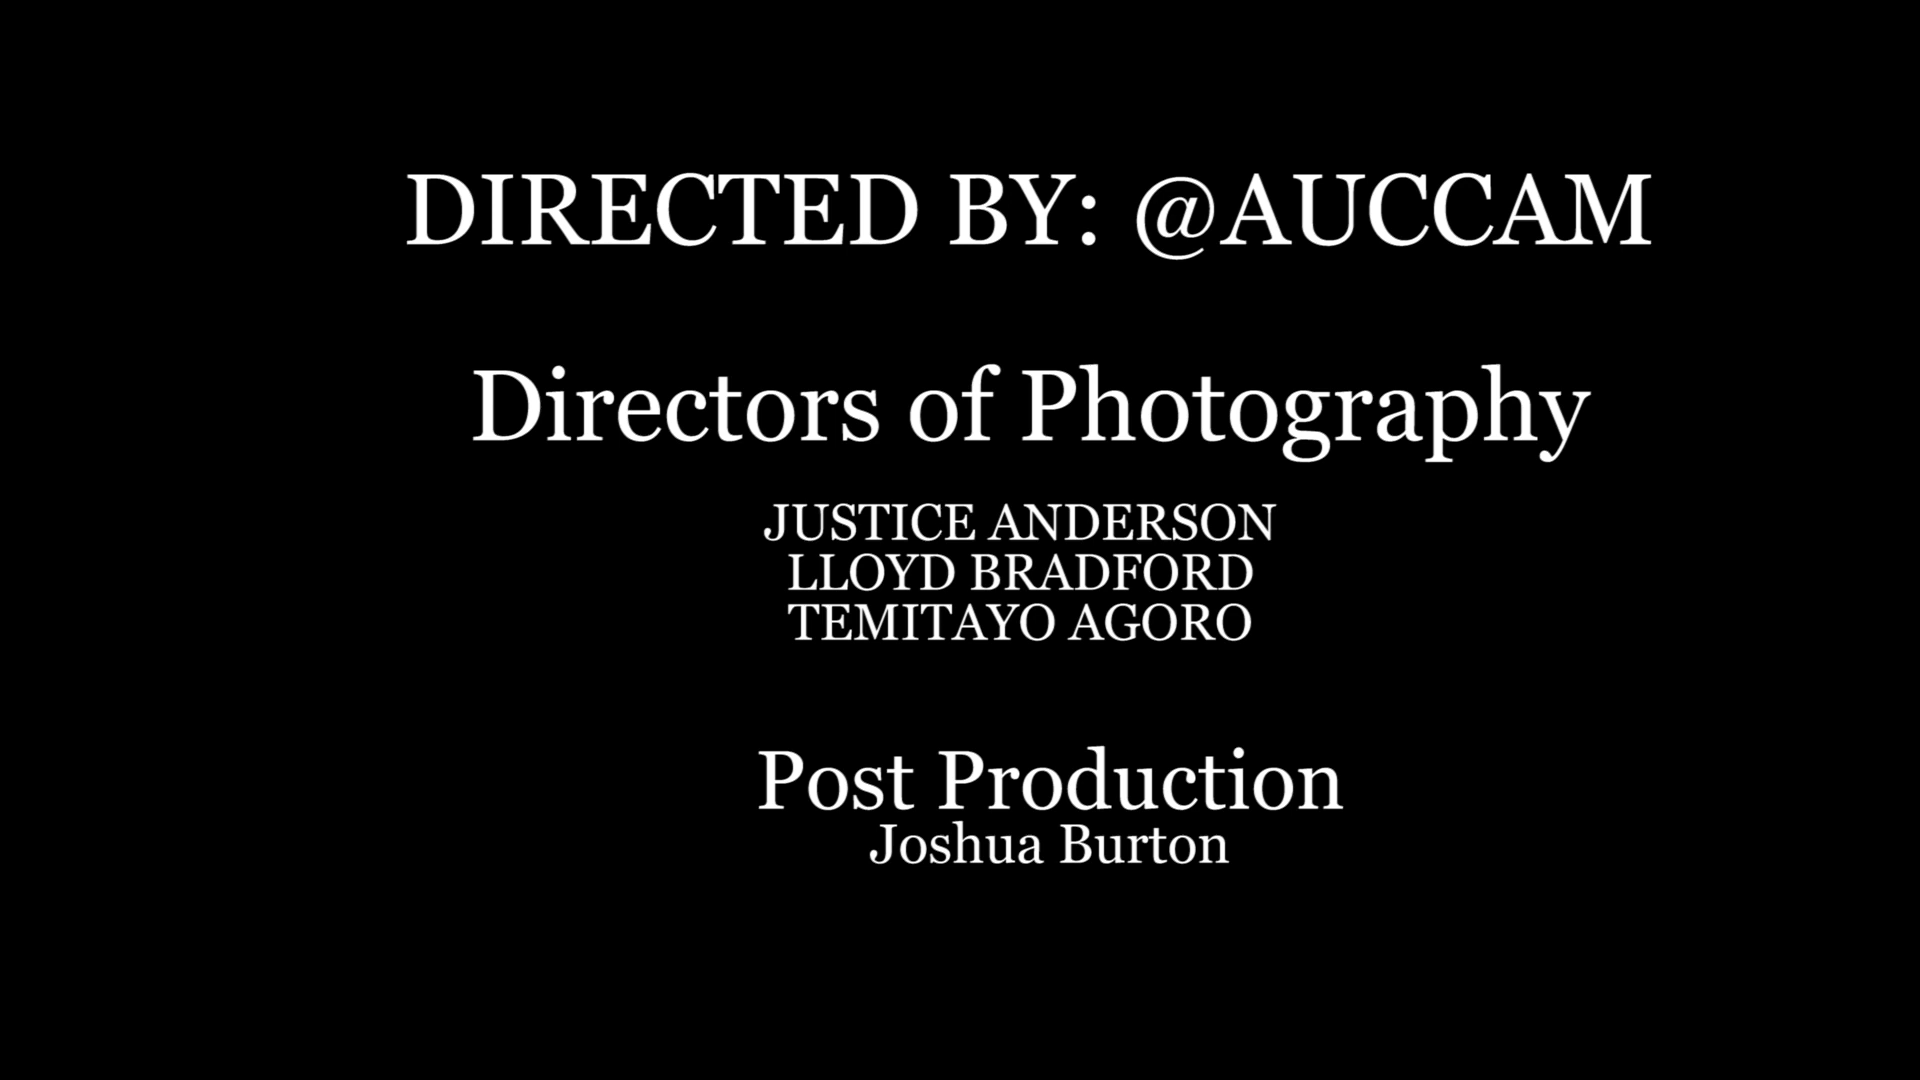 DIRECTED BY: @AUCCAM
Directors of Photography
JUSTICE ANDERSON
LLOYD BRADFORD
TEMITAYO AGORO
Post Production
Joshua Burton